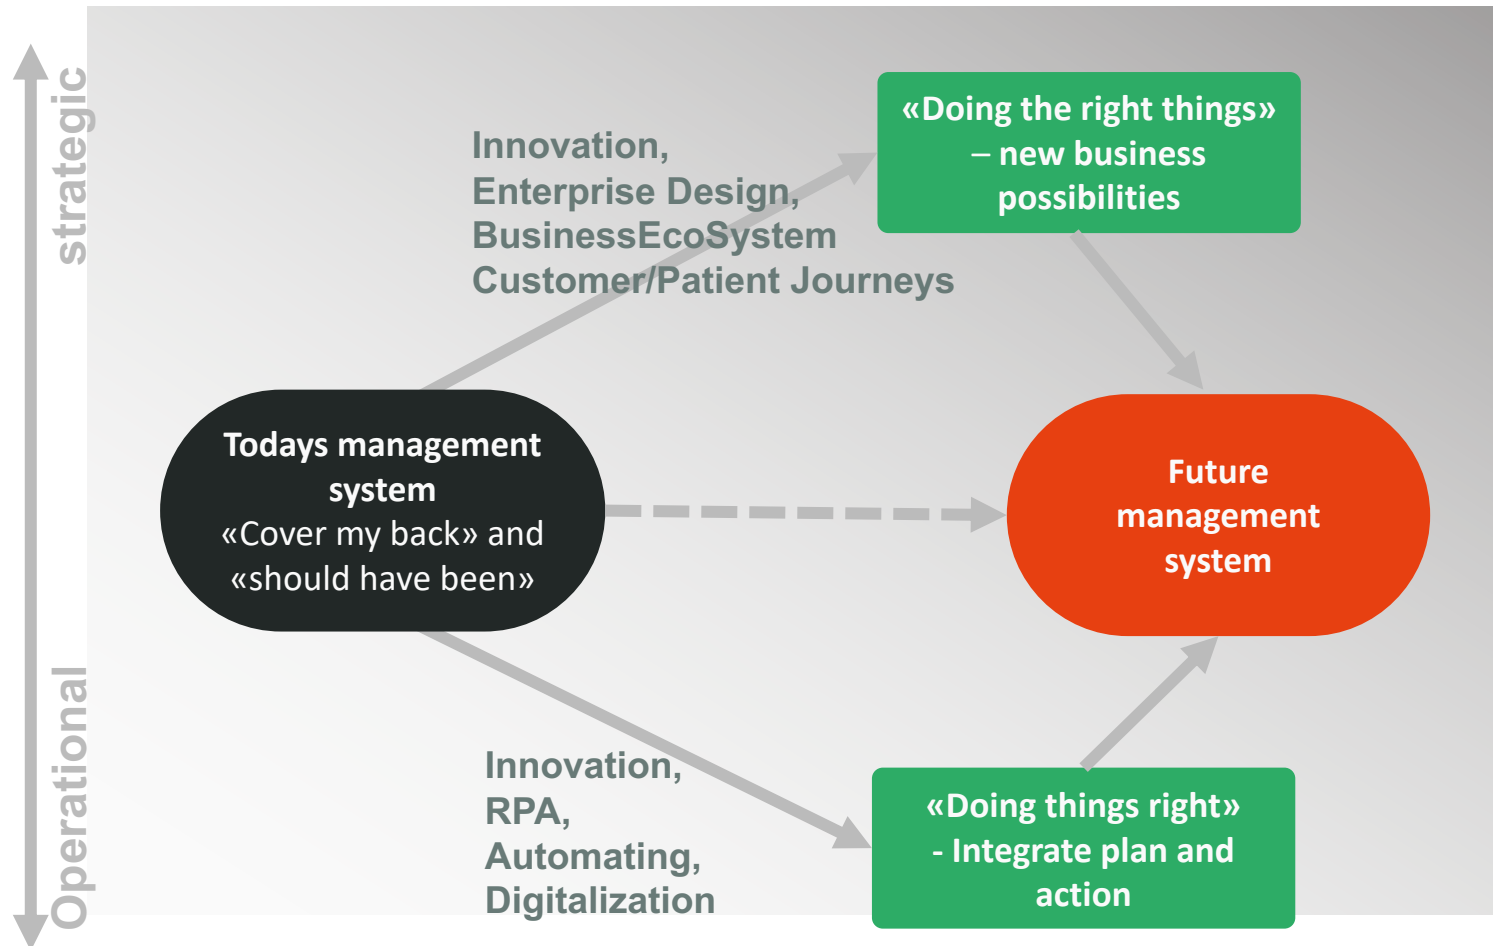 strategic
«Doing the right things»
– new business
possibilities
Innovation,
Enterprise Design,
BusinessEcoSystem
Customer/Patient Journeys
Todays management
system
«Cover my back» and
«should have been»
Future
management
system
Operational
Innovation,
RPA,
Automating,
Digitalization
«Doing things right»
- Integrate plan and
action